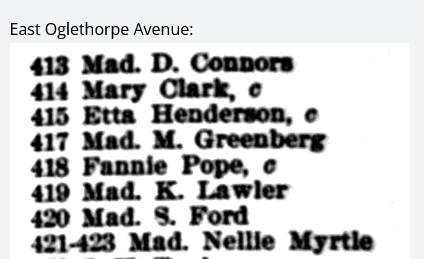 East Oglethorpe Avenue:
413 Mad. D. Connors
414 Mary Clark, c
415 Etta Henderson, c
417 Mad. M. Greenberg
418 Fannie Pope, c
419 Mad. K. Lawler
420 Mad. S. Ford
421-423 Mad. Nellie Myrtle